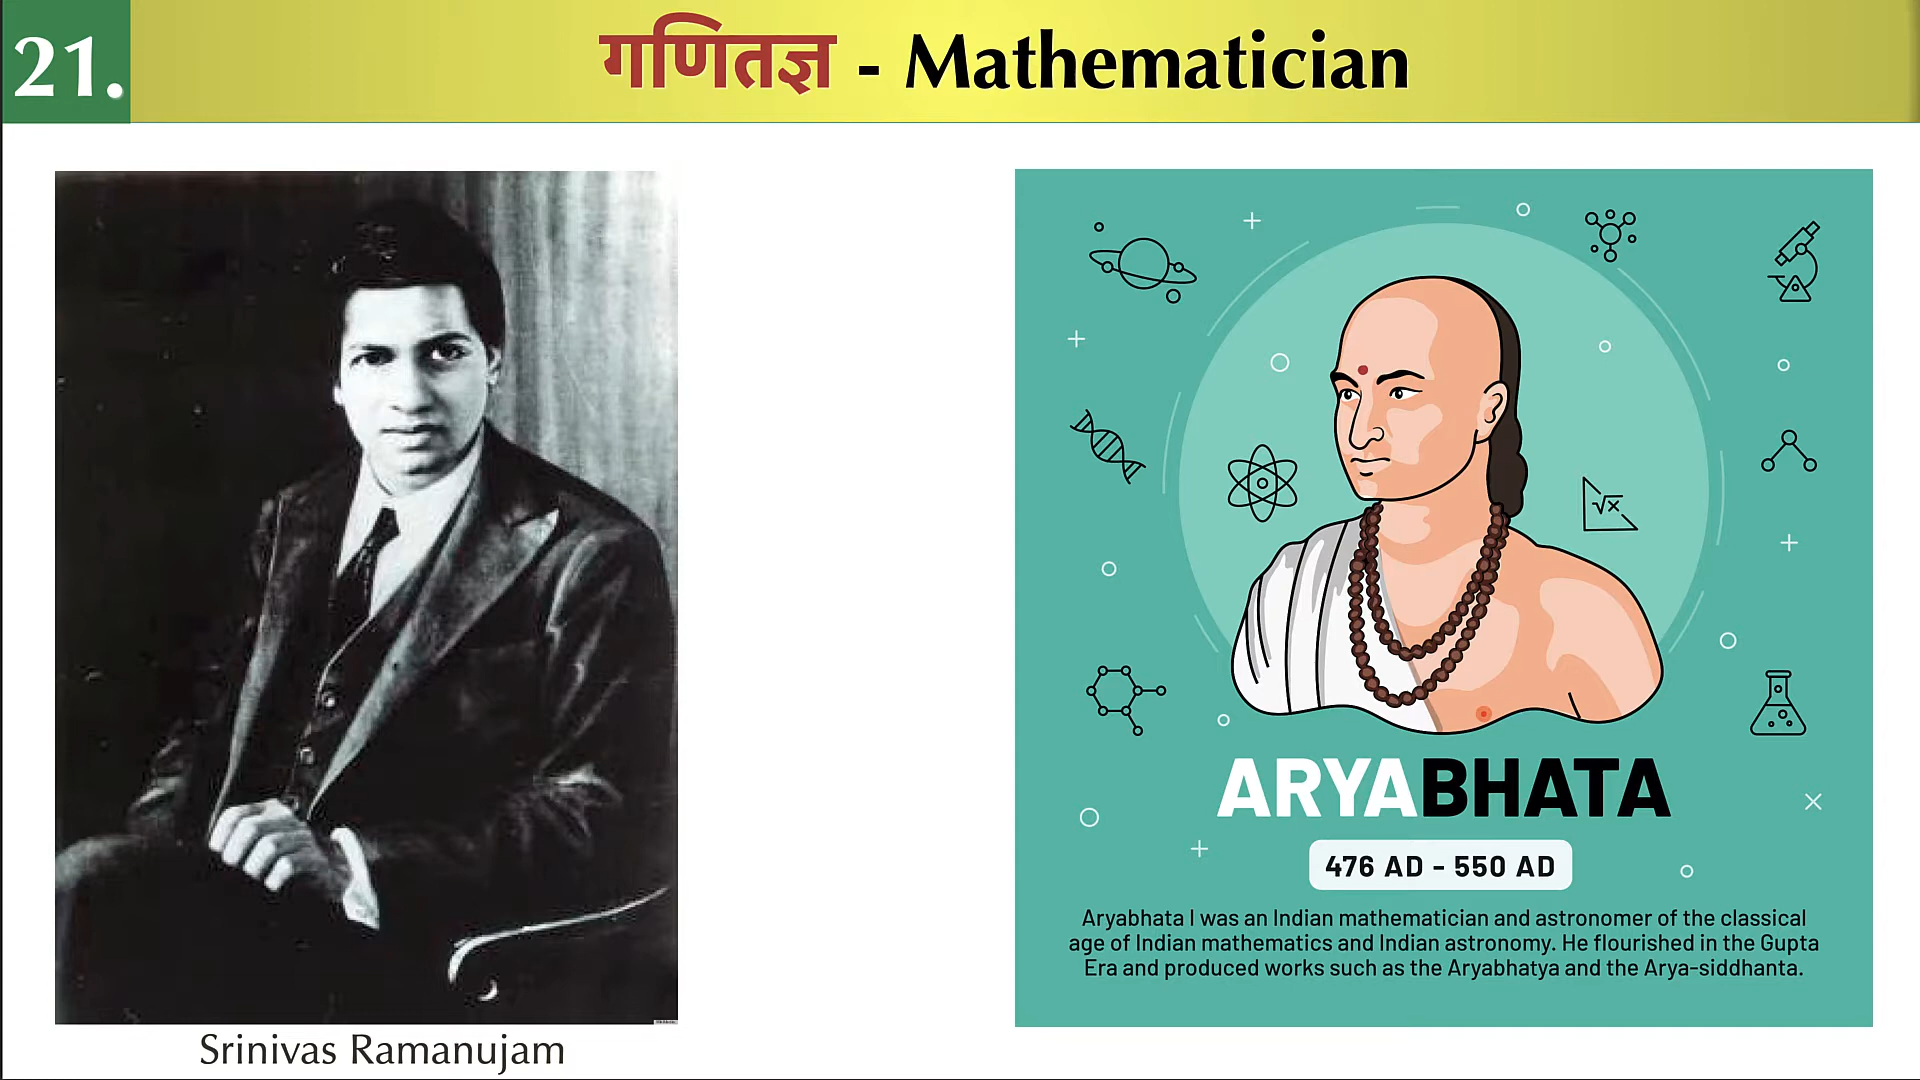 21.
गणितज्ञ - Mathematician
√x
ARYABHATA
476 AD - 550 AD
Aryabhata I was an Indian mathematician and astronomer of the classical
age of Indian mathematics and Indian astronomy. He flourished in the Gupta
Era and produced works such as the Aryabhatya and the Arya-siddhanta.
Srinivas Ramanujam